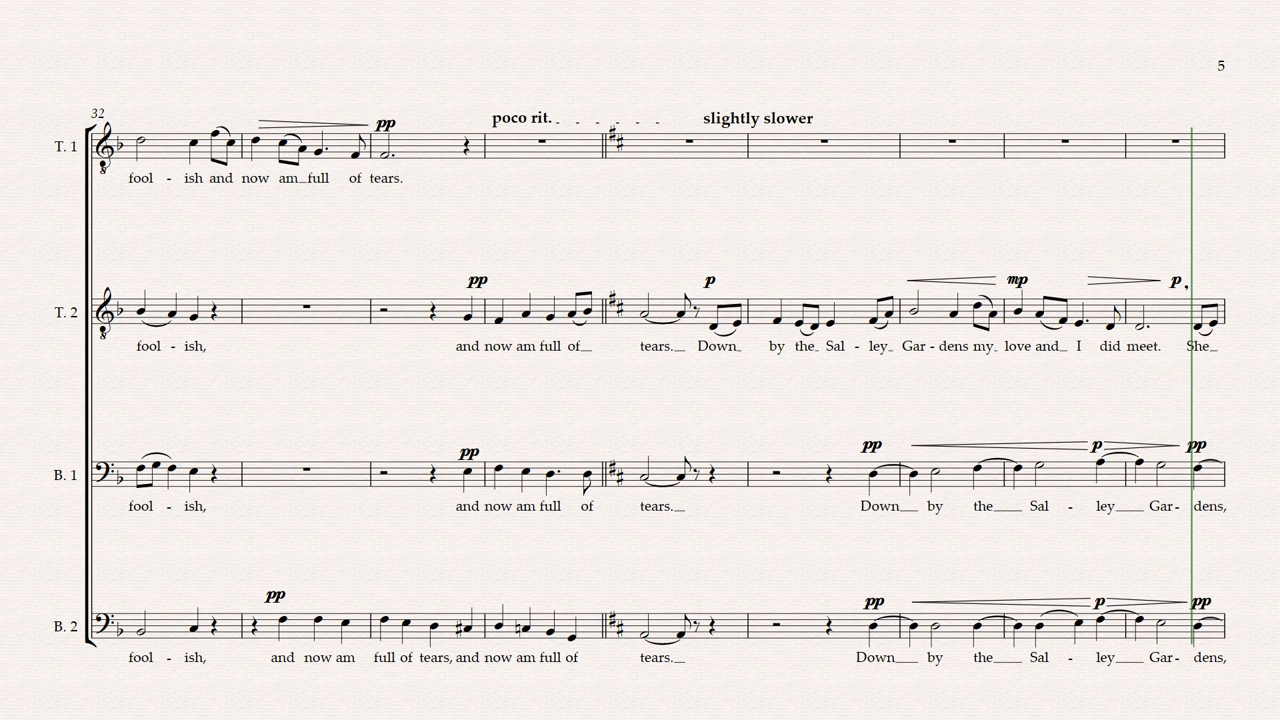 5
32
poco rit. slightly slower
pp
T. 1
fool - ish and now am full of tears.
pp p mp p
T. 2
fool - ish, and now am full of tears. Down by the Sal - ley Gar - dens my love and I did meet. She
pp pp p pp
B. 1
fool - ish, and now am full of tears. Down by the Sal - ley Gar - dens,
pp pp p pp
B. 2
fool - ish, and now am full of tears, and now am full of tears. Down by the Sal - ley Gar - dens,